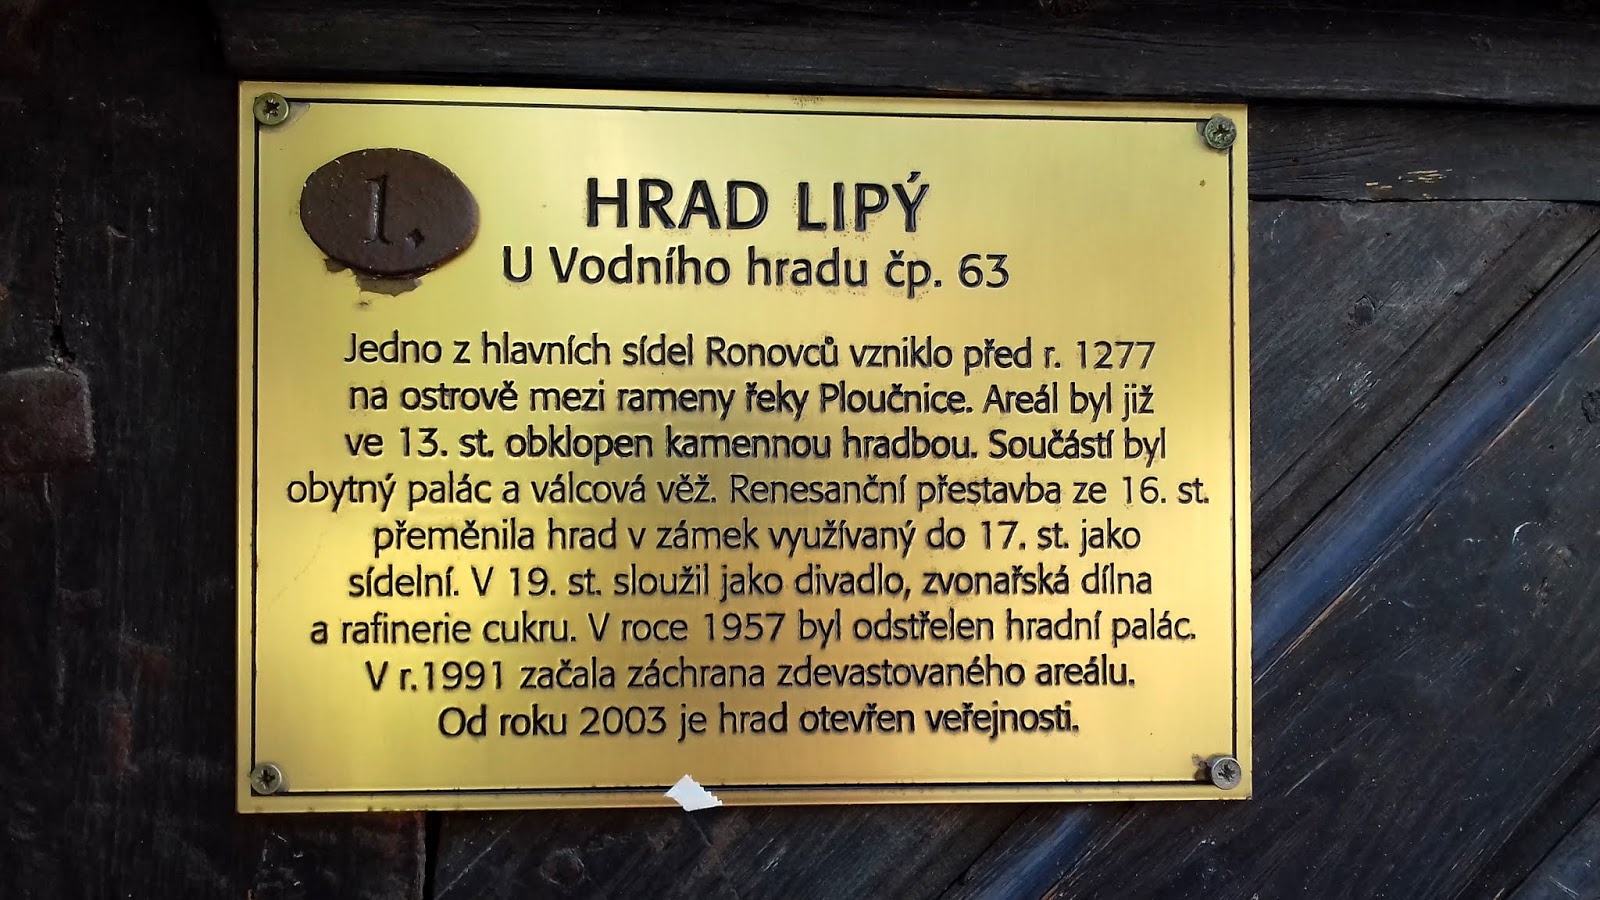 1.
HRAD LIPÝ
U Vodního hradu čp. 63
Jedno z hlavních sídel Ronovců vzniklo před r. 1277
na ostrově mezi rameny řeky Ploučnice. Areál byl již
ve 13. st. obklopen kamennou hradbou. Součástí byl
obytný palác a válcová věž. Renesanční přestavba ze 16. st.
přeměnila hrad v zámek využívaný do 17. st. jako
sídelní. V 19. st. sloužil jako divadlo, zvonařská dílna
a rafinerie cukru. V roce 1957 byl odstřelen hradní palác.
V r.1991 začala záchrana zdevastovaného areálu.
Od roku 2003 je hrad otevřen veřejnosti.